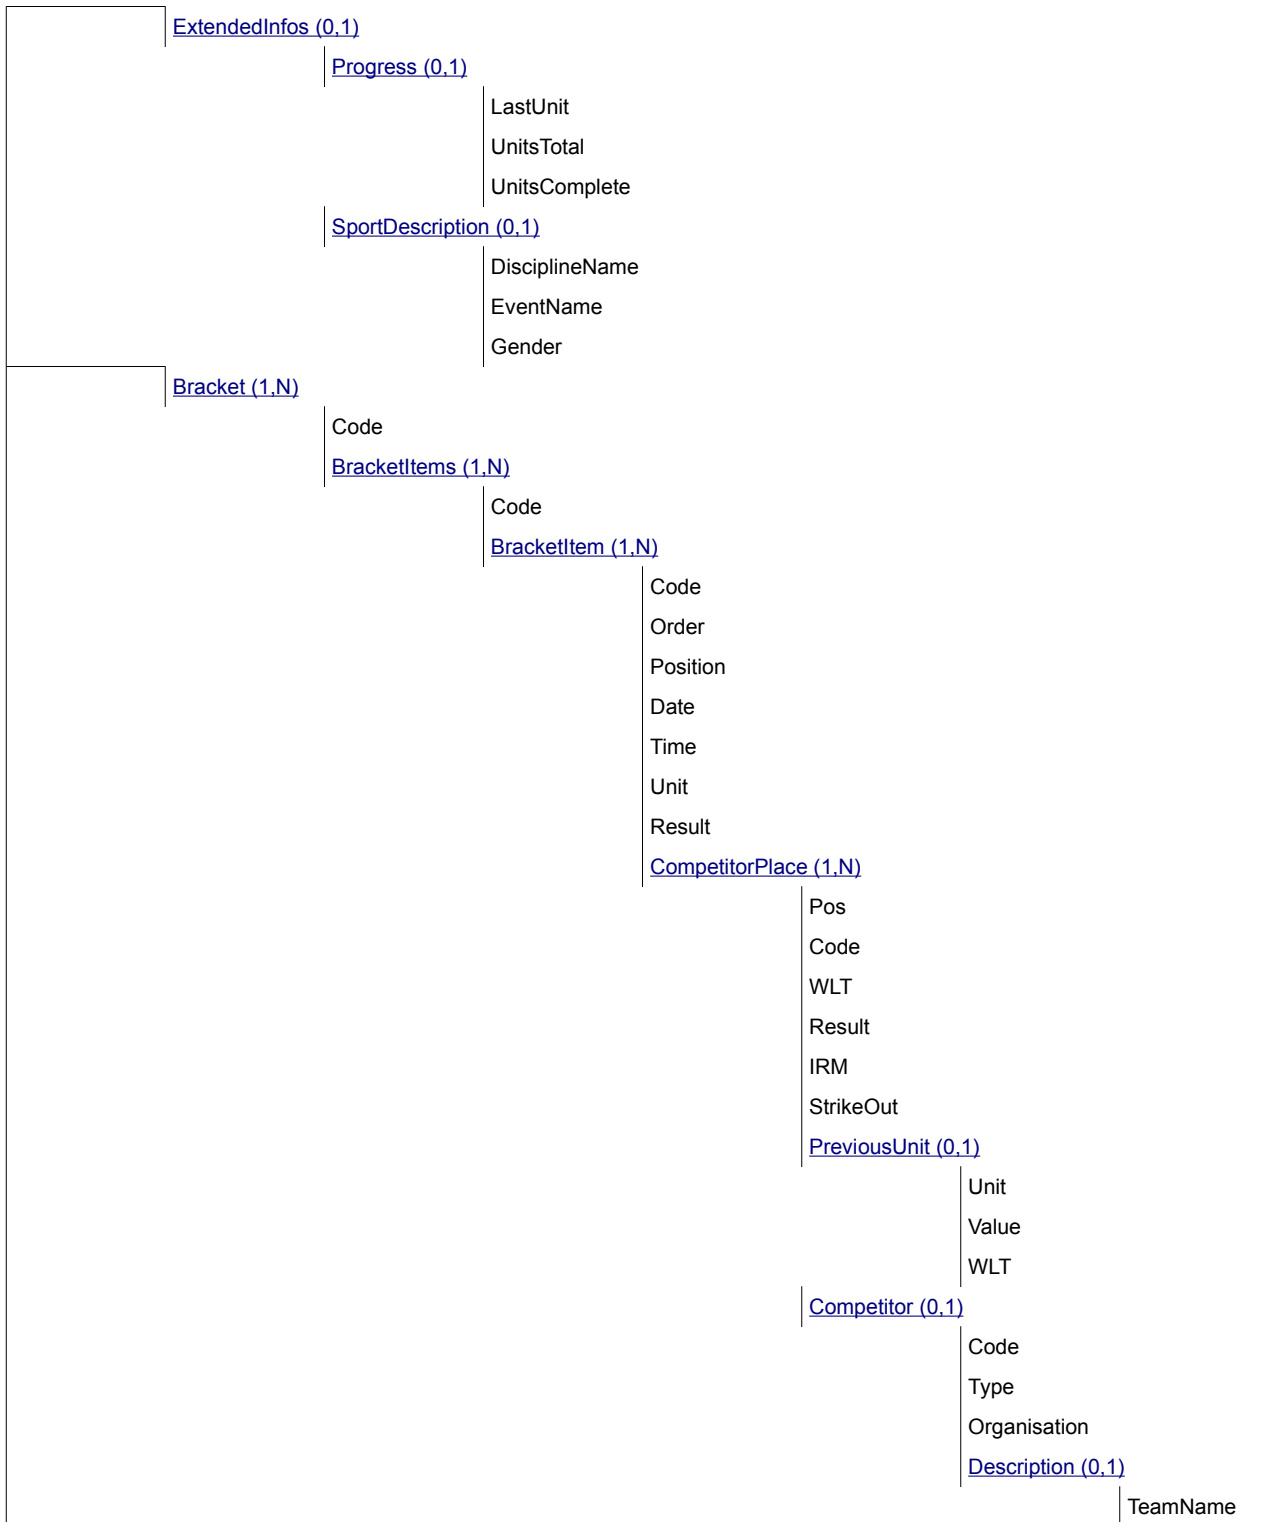 ExtendedInfos (0,1)
Progress (0,1)
LastUnit
UnitsTotal
UnitsComplete
SportDescription (0,1)
DisciplineName
EventName
Gender
Bracket (1,N)
Code
BracketItems (1,N)
Code
BracketItem (1,N)
Code
Order
Position
Date
Time
Unit
Result
CompetitorPlace (1,N)
Pos
Code
WLT
Result
IRM
StrikeOut
PreviousUnit (0,1)
Unit
Value
WLT
Competitor (0,1)
Code
Type
Organisation
Description (0,1)
TeamName